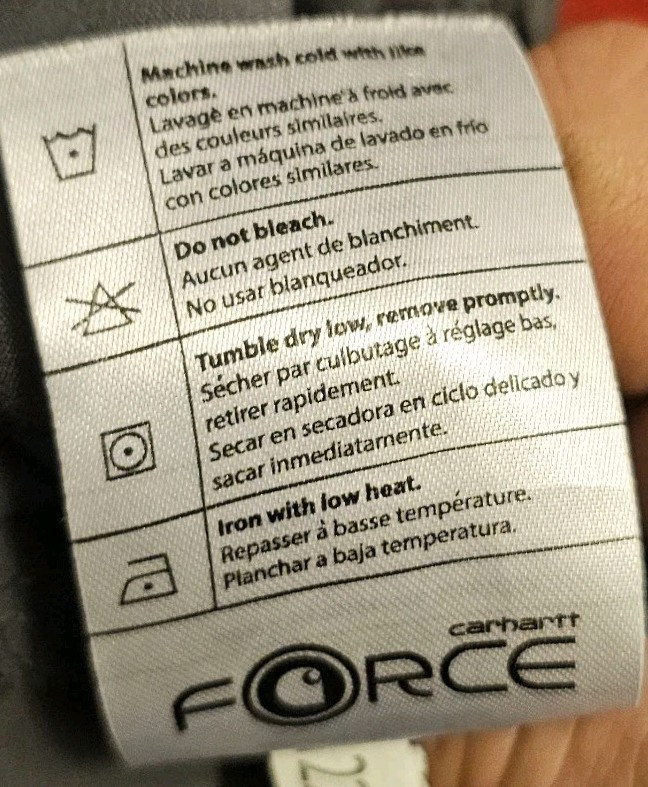 Machine wash cold with like
colors.
Lavage en machine à froid avec
des couleurs similaires.
Lavar a máquina de lavado en frío
con colores similares.
Do not bleach.
Aucun agent de blanchiment.
No usar blanqueador.
Tumble dry low, remove promptly.
Sécher par culbutage à réglage bas,
retirer rapidement.
Secar en secadora en ciclo delicado y
sacar inmediatamente.
Iron with low heat.
Repasser à basse température.
Planchar a baja temperatura.
carhartt
FORCE